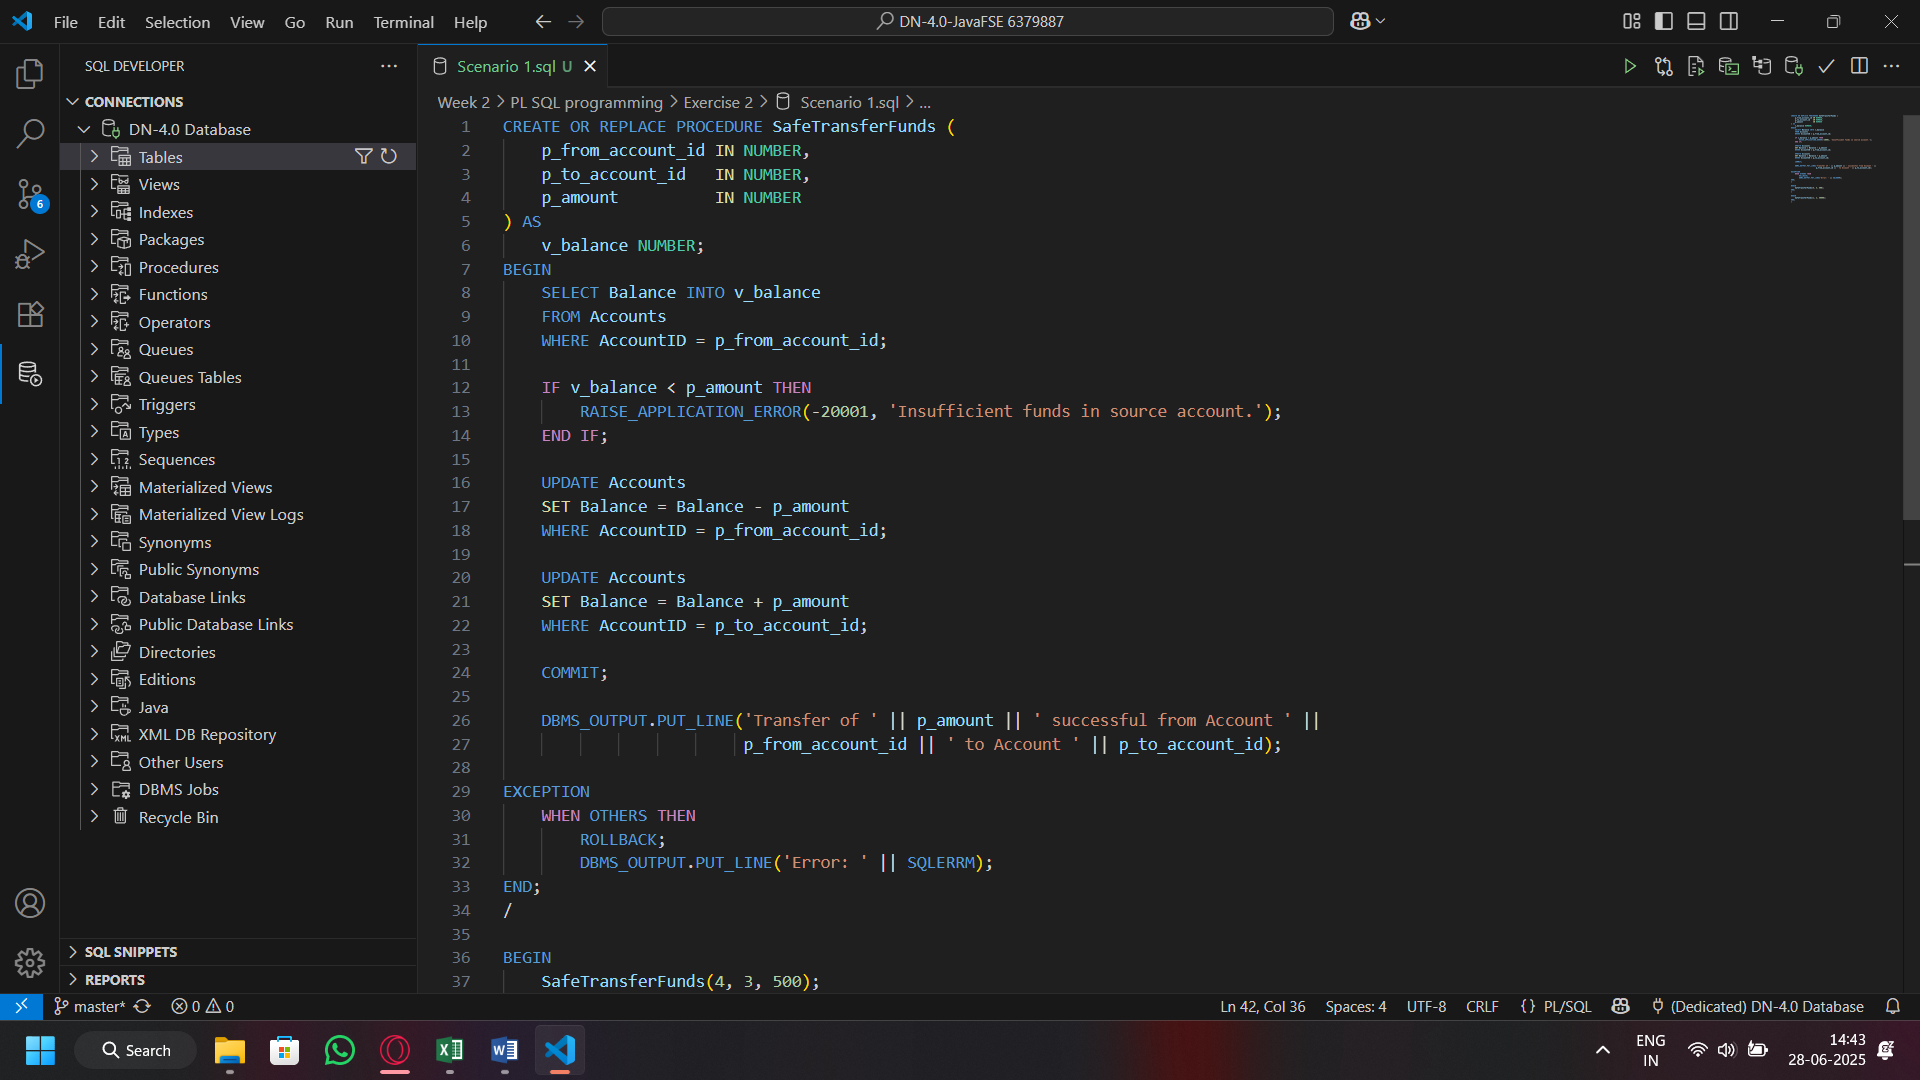 File Edit Selection View Go Run Terminal Help
DN-4.0-JavaFSE 6379887
SQL DEVELOPER
Scenario 1.sql U
CONNECTIONS
DN-4.0 Database
Tables
Views
Indexes
Packages
Procedures
Functions
Operators
Queues
Queues Tables
Triggers
Types
Sequences
Materialized Views
Materialized View Logs
Synonyms
Public Synonyms
Database Links
Public Database Links
Directories
Editions
Java
XML DB Repository
Other Users
DBMS Jobs
Recycle Bin
SQL SNIPPETS
REPORTS
6
Week 2 > PL SQL programming > Exercise 2 > Scenario 1.sql > ...
1 CREATE OR REPLACE PROCEDURE SafeTransferFunds (
2     p_from_account_id IN NUMBER,
3     p_to_account_id   IN NUMBER,
4     p_amount          IN NUMBER
5 ) AS
6     v_balance NUMBER;
7 BEGIN
8     SELECT Balance INTO v_balance
9     FROM Accounts
10     WHERE AccountID = p_from_account_id;
11
12     IF v_balance < p_amount THEN
13         RAISE_APPLICATION_ERROR(-20001, 'Insufficient funds in source account.');
14     END IF;
15
16     UPDATE Accounts
17     SET Balance = Balance - p_amount
18     WHERE AccountID = p_from_account_id;
19
20     UPDATE Accounts
21     SET Balance = Balance + p_amount
22     WHERE AccountID = p_to_account_id;
23
24     COMMIT;
25
26     DBMS_OUTPUT.PUT_LINE('Transfer of ' || p_amount || ' successful from Account ' ||
27                          p_from_account_id || ' to Account ' || p_to_account_id);
28
29 EXCEPTION
30     WHEN OTHERS THEN
31         ROLLBACK;
32         DBMS_OUTPUT.PUT_LINE('Error: ' || SQLERRM);
33 END;
34 /
35
36 BEGIN
37     SafeTransferFunds(4, 3, 500);
master* 0 0
Ln 42, Col 36 Spaces: 4 UTF-8 CRLF {} PL/SQL (Dedicated) DN-4.0 Database
Search
ENG
IN
14:43
28-06-2025